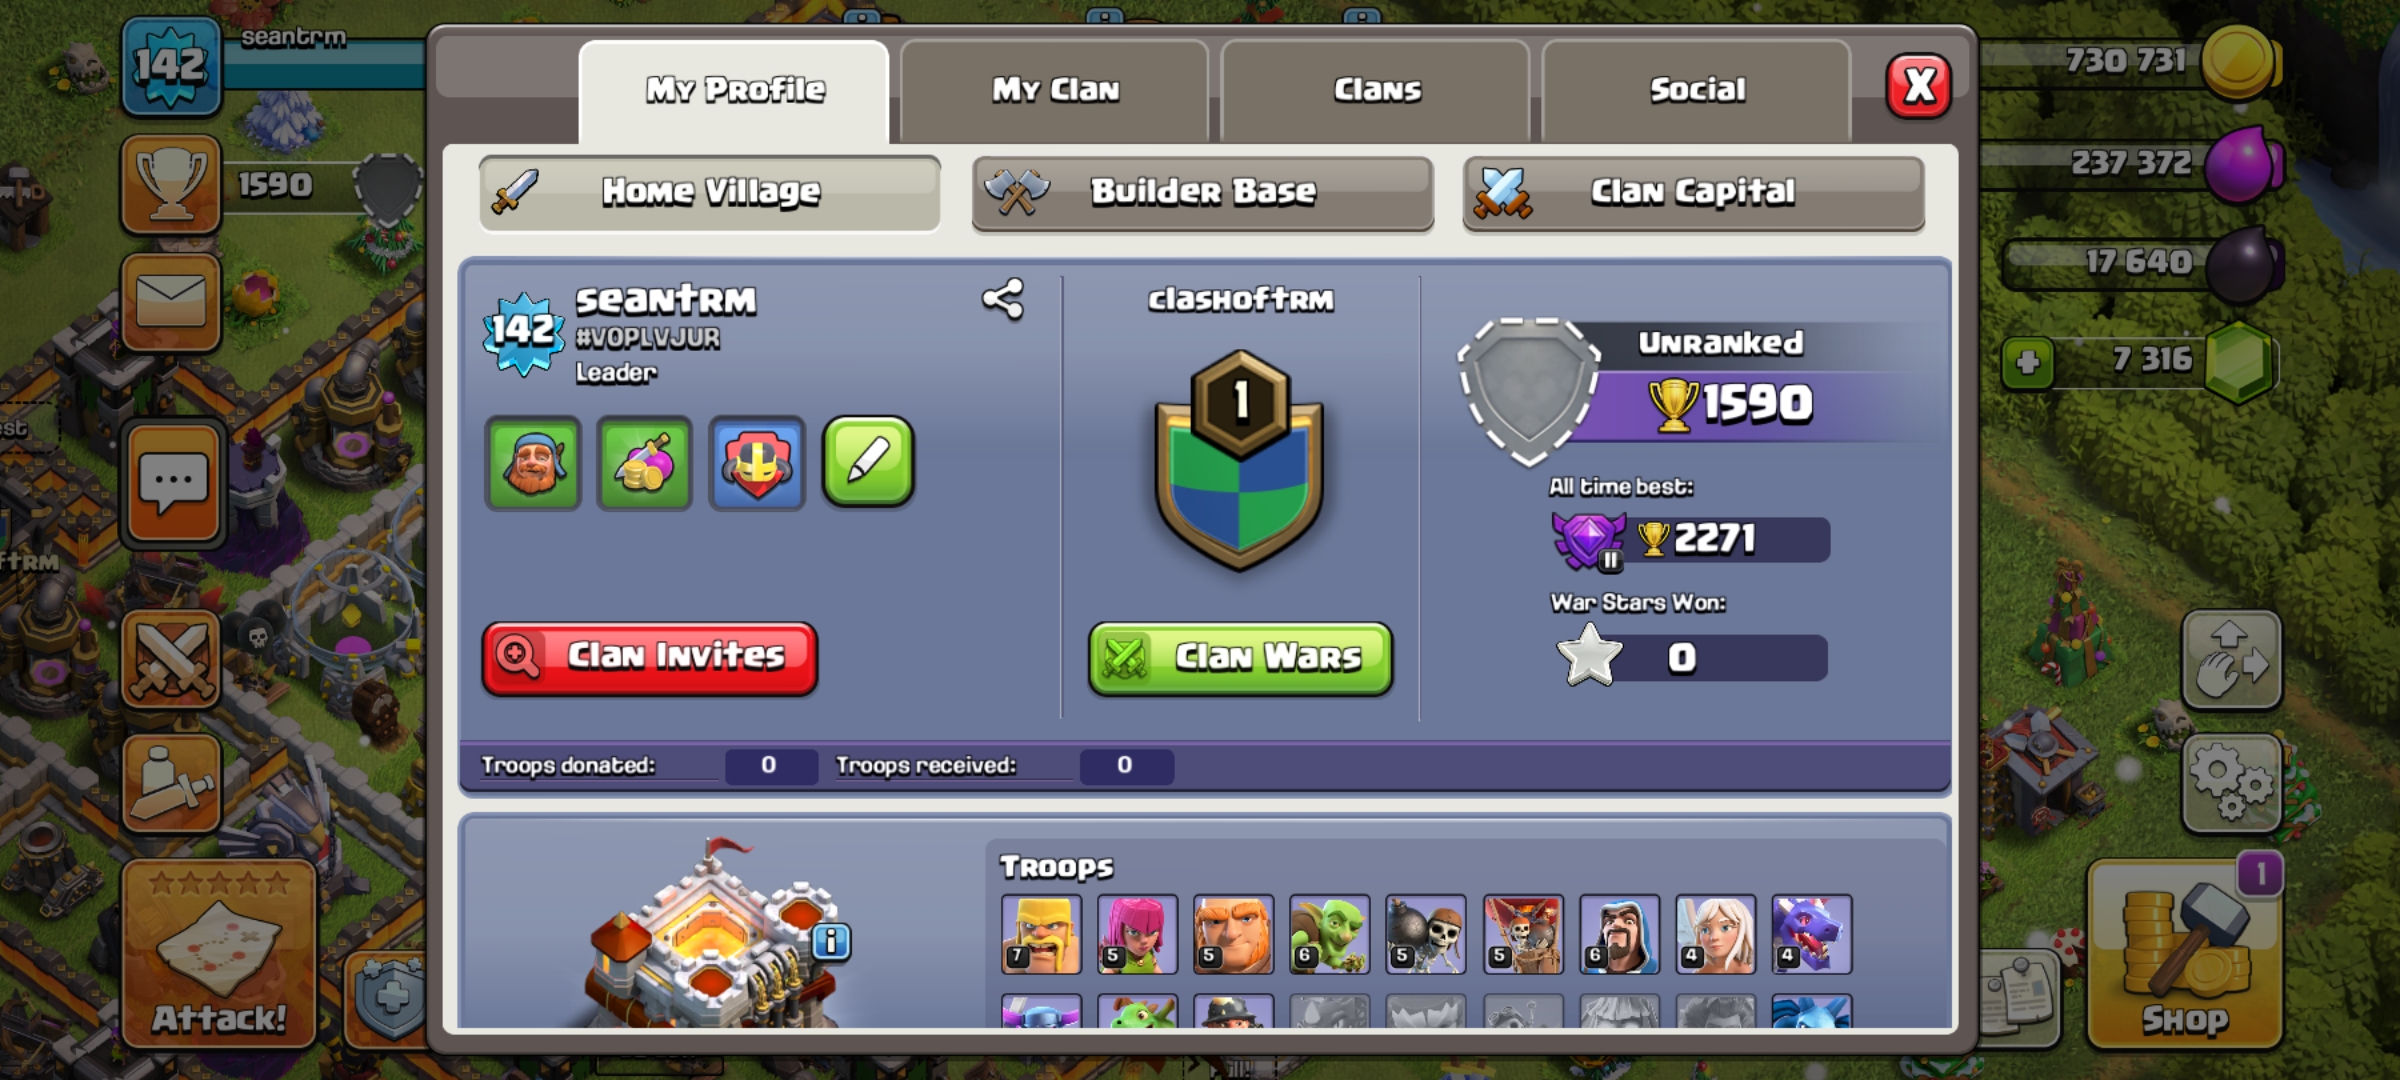 142
seantrm
1590
My Profile
My Clan
Clans
Social
X
730 731
237 372
17 640
7 316
Home Village
Builder Base
Clan Capital
142
seantrm
#VOPLVJUR
Leader
clashoftrm
1
Unranked
1590
All time best:
II
2271
War Stars Won:
0
Clan Invites
Clan Wars
Troops donated:
0
Troops received:
0
Troops
7
5
5
6
5
5
6
4
4
i
Attack!
1
Shop